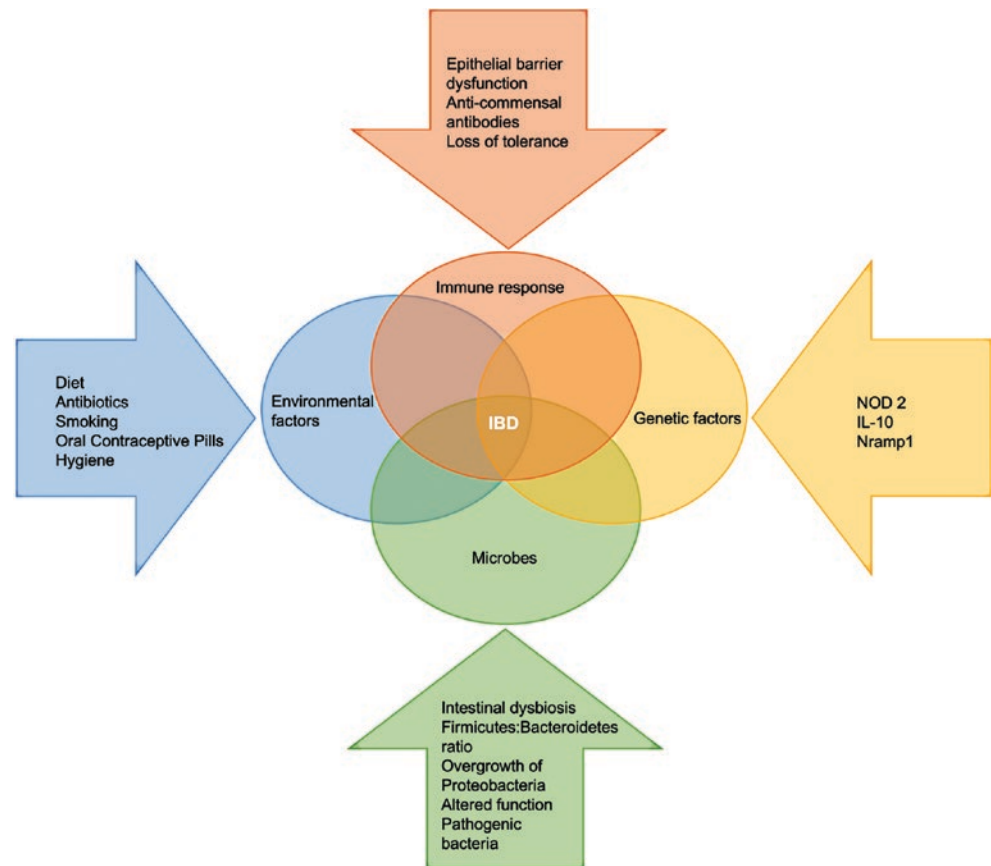 Epithelial barrier
dysfunction
Anti-commensal
antibodies
Loss of tolerance
Immune response
Diet
Antibiotics
Smoking
Oral Contraceptive Pills
Hygiene
Environmental
factors
IBD
Genetic factors
NOD 2
IL-10
Nramp1
Microbes
Intestinal dysbiosis
Firmicutes:Bacteroidetes
ratio
Overgrowth of
Proteobacteria
Altered function
Pathogenic
bacteria